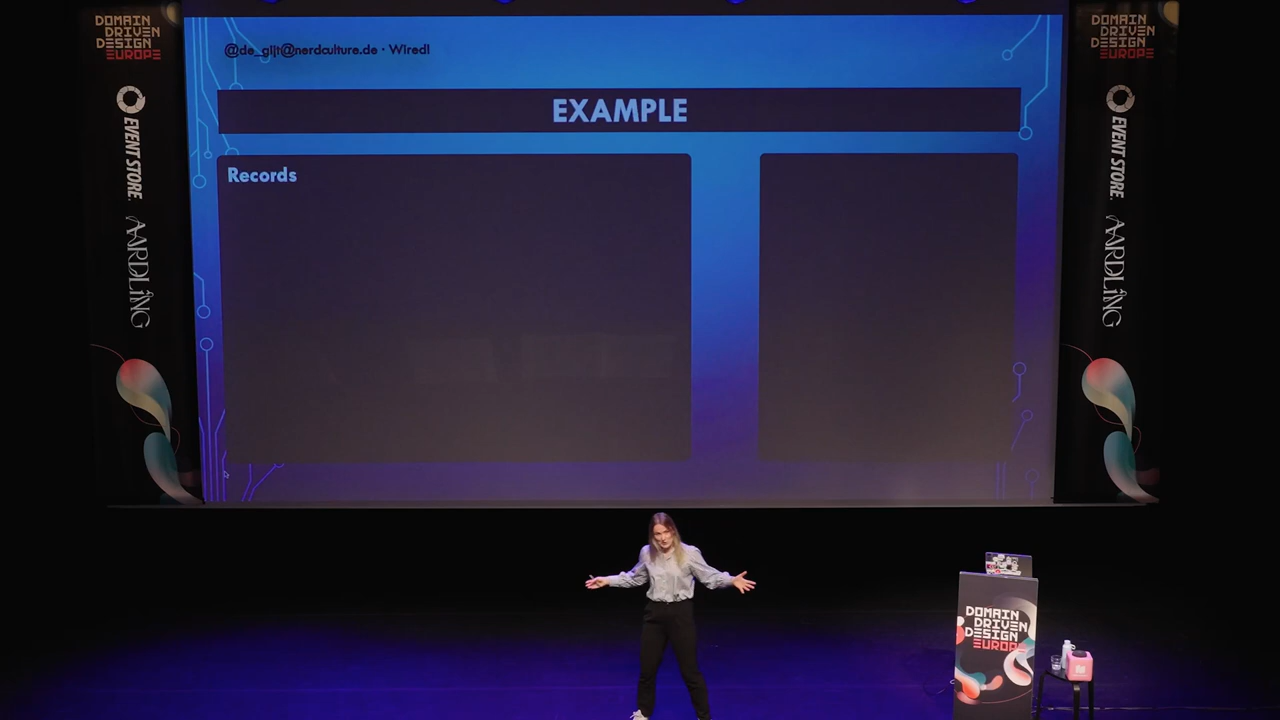 DOMAIN
DRIVEN
DESIGN
EUROPE
EVENT STORE.
AARDLING
@de_gijt@nerdculture.de · Wired!
EXAMPLE
Records
DOMAIN
DRIVEN
DESIGN
EUROPE
EVENT STORE.
AARDLING
DOMAIN
DRIVEN
DESIGN
EUROPE